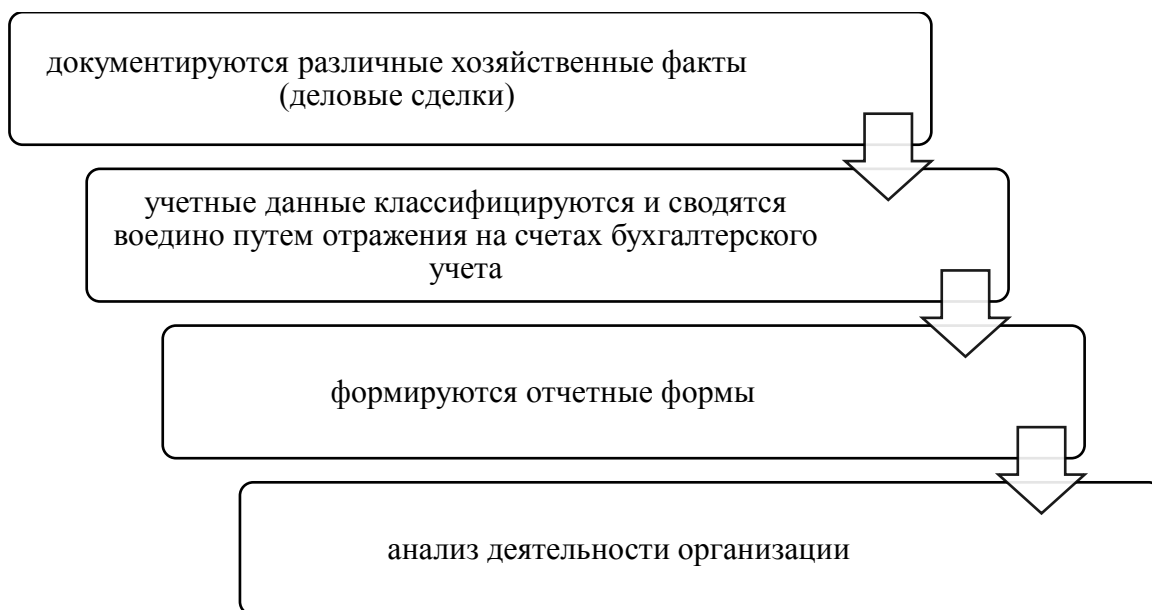 документируются различные хозяйственные факты
(деловые сделки)
учетные данные классифицируются и сводятся
воедино путем отражения на счетах бухгалтерского
учета
формируются отчетные формы
анализ деятельности организации